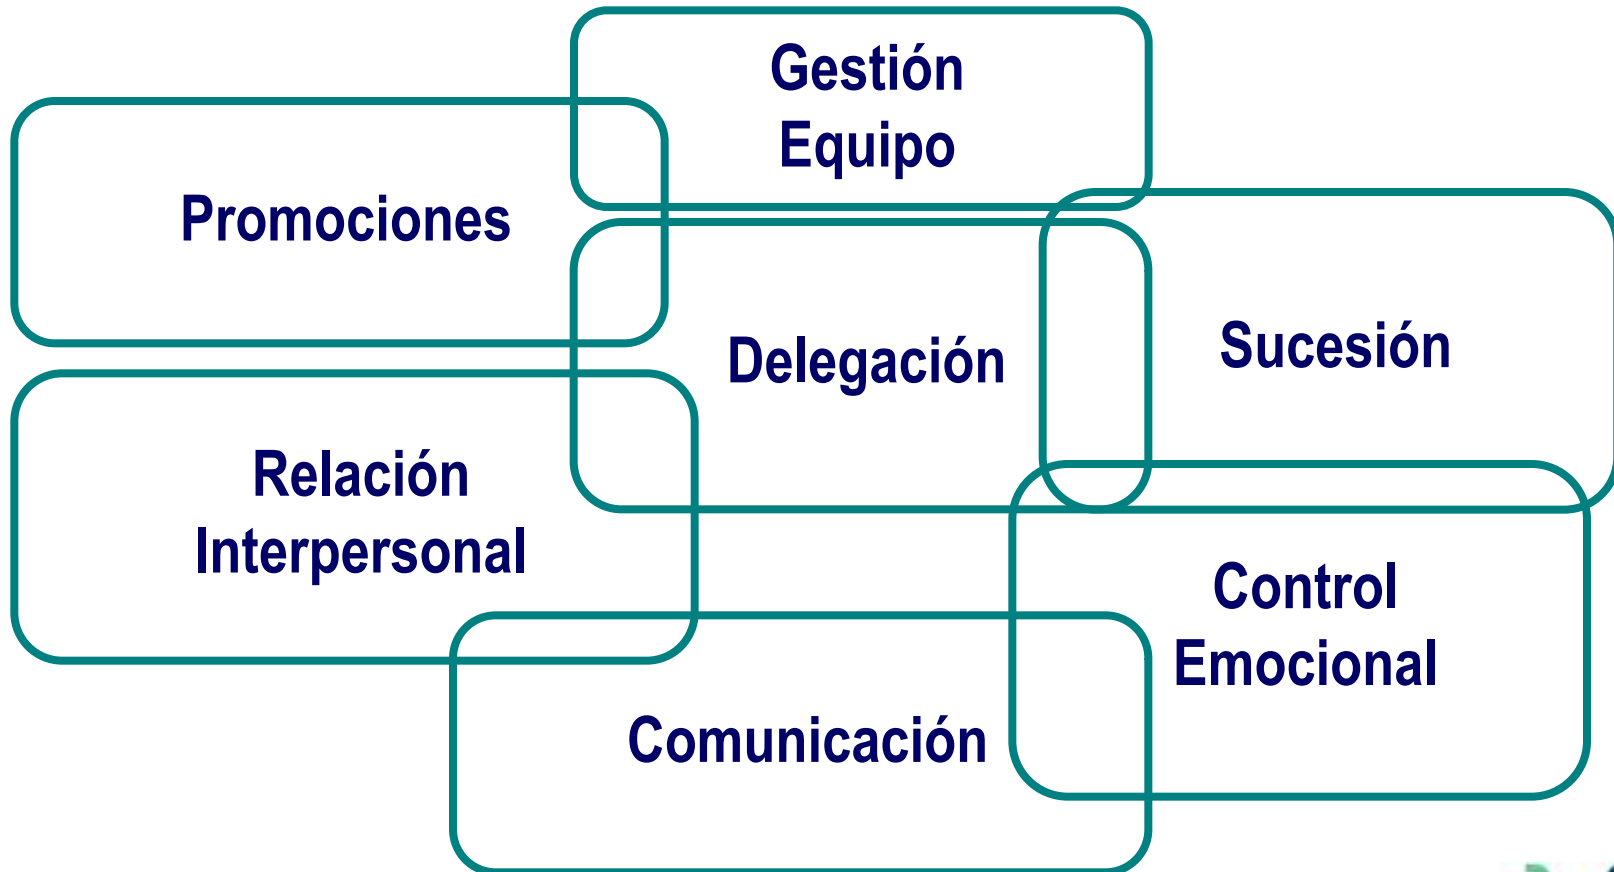 Gestión
Equipo
Promociones
Delegación
Sucesión
Relación
Interpersonal
Control
Emocional
Comunicación